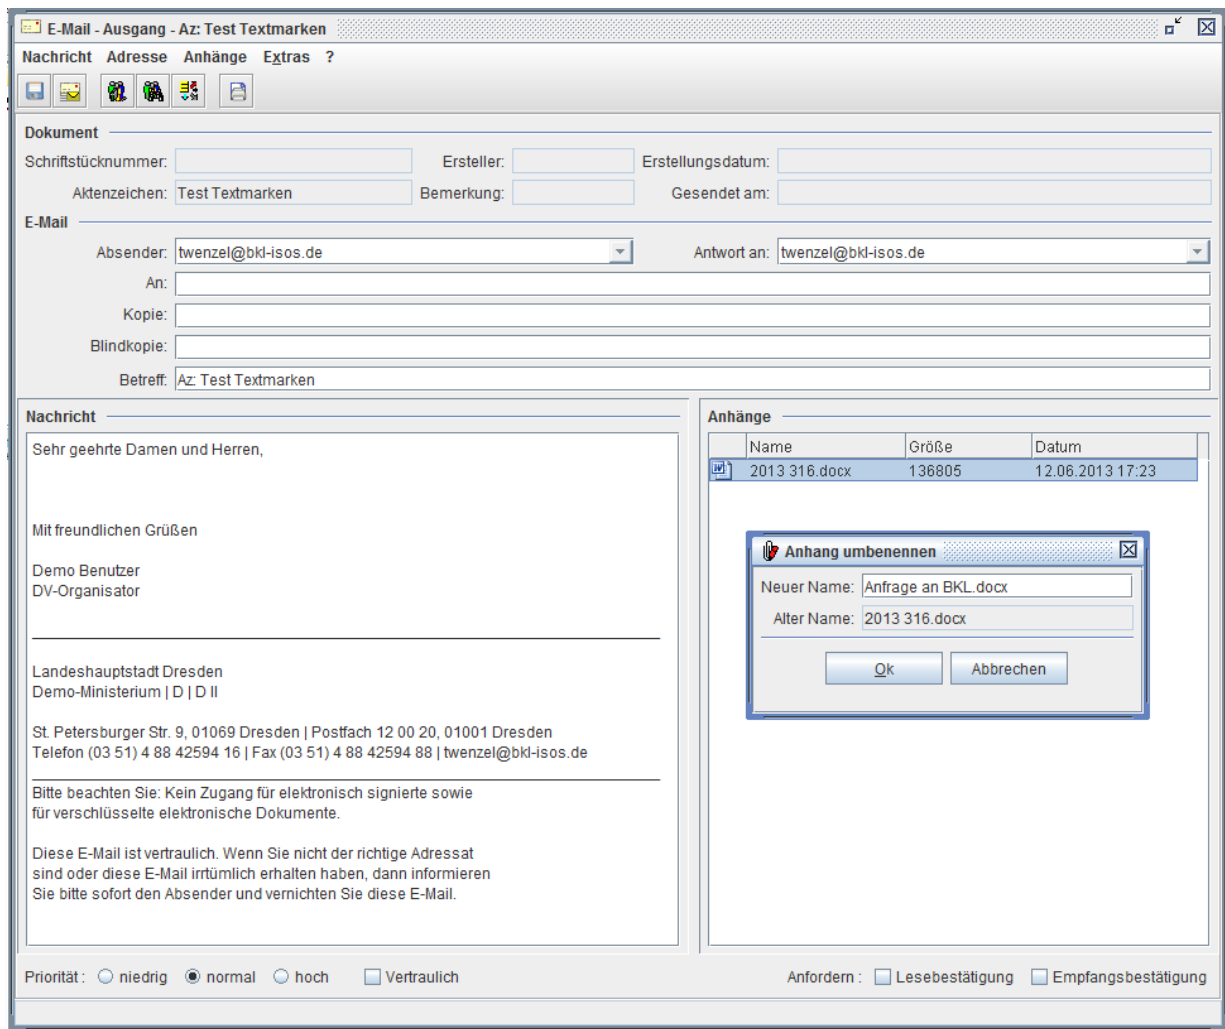 E-Mail - Ausgang - Az: Test Textmarken
Nachricht Adresse Anhänge Extras ?
Dokument
Schriftstücknummer: Ersteller: Erstellungsdatum:
Aktenzeichen: Test Textmarken Bemerkung: Gesendet am:
E-Mail
Absender: twenzel@bkl-isos.de Antwort an: twenzel@bkl-isos.de
An:
Kopie:
Blindkopie:
Betreff: Az: Test Textmarken
Nachricht
Sehr geehrte Damen und Herren,
Mit freundlichen Grüßen
Demo Benutzer
DV-Organisator
Landeshauptstadt Dresden
Demo-Ministerium | D | D II
St. Petersburger Str. 9, 01069 Dresden | Postfach 12 00 20, 01001 Dresden
Telefon (03 51) 4 88 42594 16 | Fax (03 51) 4 88 42594 88 | twenzel@bkl-isos.de
Bitte beachten Sie: Kein Zugang für elektronisch signierte sowie
für verschlüsselte elektronische Dokumente.
Diese E-Mail ist vertraulich. Wenn Sie nicht der richtige Adressat
sind oder diese E-Mail irrtümlich erhalten haben, dann informieren
Sie bitte sofort den Absender und vernichten Sie diese E-Mail.
Anhänge
Name Größe Datum
2013 316.docx 136805 12.06.2013 17:23
Anhang umbenennen
Neuer Name: Anfrage an BKL.docx
Alter Name: 2013 316.docx
Ok Abbrechen
Priorität : niedrig normal hoch Vertraulich Anfordern : Lesebestätigung Empfangsbestätigung